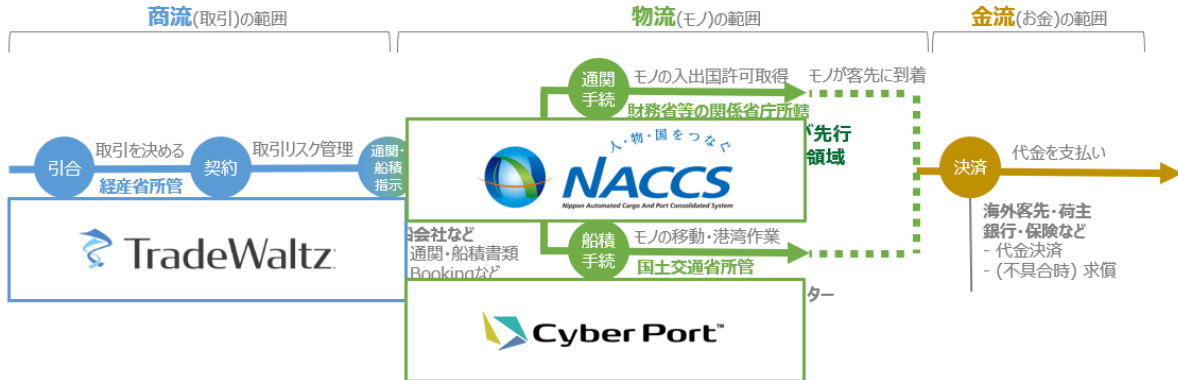 商流(取引)の範囲
物流(モノ)の範囲
金流(お金)の範囲
引合
取引を決める
経産省所管
契約
取引リスク管理
通関・
船積
指示
TradeWaltz
会社など
通関・船積書類
Bookingなど
通関
手続
モノの入出国許可取得
財務省等の関係省庁所轄
モノが客先に到着
が先行
領域
人・物・国をつなぐ
NACCS
Nippon Automated Cargo And Port Consolidated System
船積
手続
モノの移動・港湾作業
国土交通省所管
ター
Cyber Port™
決済
代金を支払い
海外客先・荷主
銀行・保険など
- 代金決済
- (不具合時) 求償